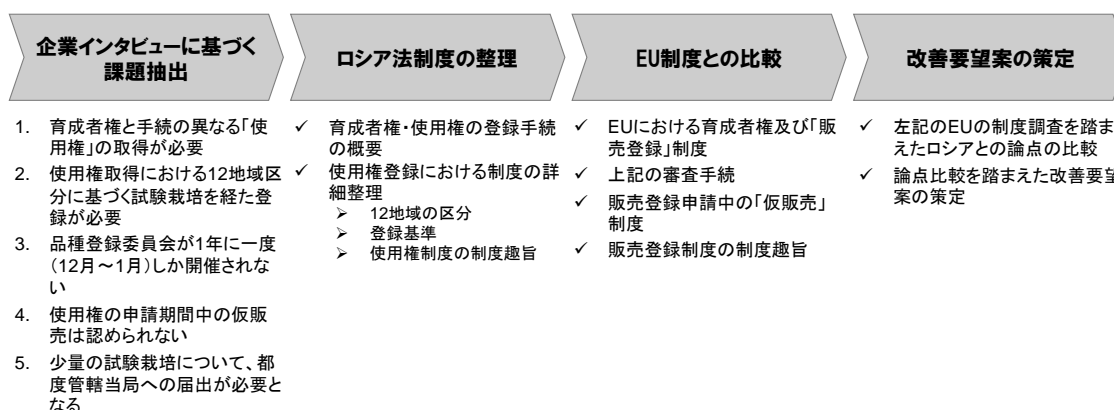 企業インタビューに基づく
課題抽出
1. 育成者権と手続の異なる「使
用権」の取得が必要
2. 使用権取得における12地域区
分に基づく試験栽培を経た登
録が必要
3. 品種登録委員会が1年に一度
（12月～1月）しか開催されな
い
4. 使用権の申請期間中の仮販
売は認められない
5. 少量の試験栽培について、都
度管轄当局への届出が必要と
なる
ロシア法制度の整理
✓ 育成者権・使用権の登録手続
の概要
✓ 使用権登録における制度の詳
細整理
➢ 12地域の区分
➢ 登録基準
➢ 使用権制度の制度趣旨
EU制度との比較
✓ EUにおける育成者権及び「販
売登録」制度
✓ 上記の審査手続
✓ 販売登録申請中の「仮販売」
制度
✓ 販売登録制度の制度趣旨
改善要望案の策定
✓ 左記のEUの制度調査を踏ま
えたロシアとの論点の比較
✓ 論点比較を踏まえた改善要望
案の策定